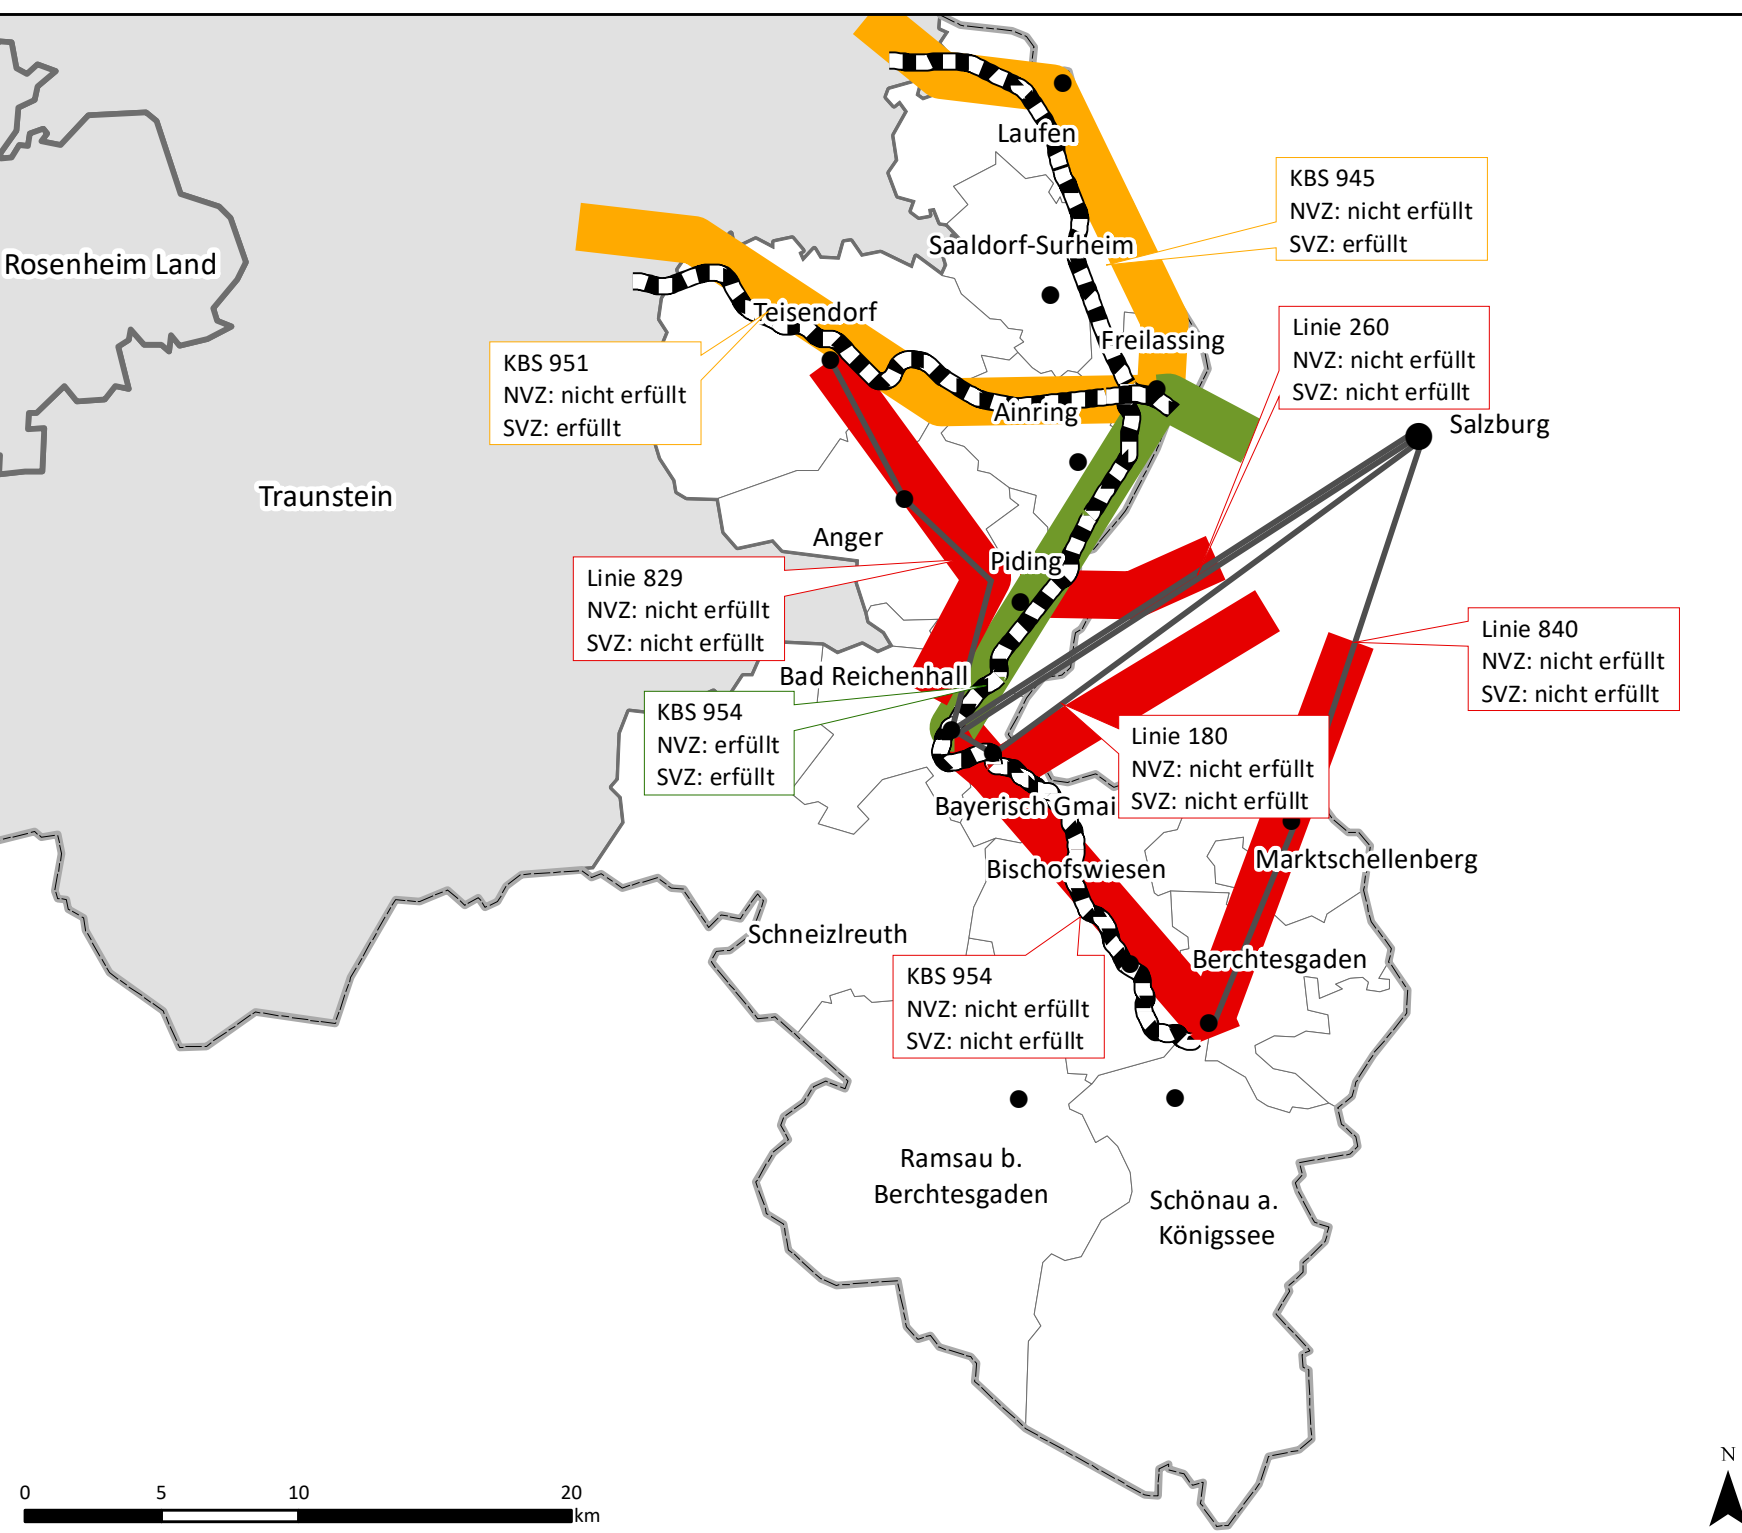 Laufen
KBS 945
NVZ: nicht erfüllt
SVZ: erfüllt
Saaldorf-Surheim
Rosenheim Land
Teisendorf
Freilassing
Linie 260
NVZ: nicht erfüllt
SVZ: nicht erfüllt
KBS 951
NVZ: nicht erfüllt
SVZ: erfüllt
Ainring
Salzburg
Traunstein
Anger
Piding
Linie 829
NVZ: nicht erfüllt
SVZ: nicht erfüllt
Linie 840
NVZ: nicht erfüllt
SVZ: nicht erfüllt
Bad Reichenhall
KBS 954
NVZ: erfüllt
SVZ: erfüllt
Linie 180
NVZ: nicht erfüllt
SVZ: nicht erfüllt
Bayerisch Gmai
Bischofswiesen
Marktschellenberg
Schneizlreuth
Berchtesgaden
KBS 954
NVZ: nicht erfüllt
SVZ: nicht erfüllt
Ramsau b.
Berchtesgaden
Schönau a.
Königssee
N
0 5 10 20
km